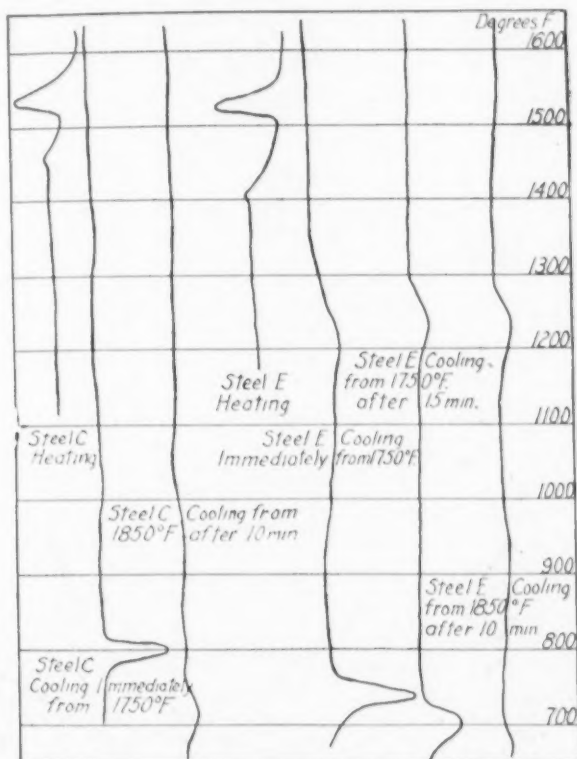 Degrees F
1600
1500
1400
1300
1200
Steel E
Heating
Steel E Cooling
from 1750°F.
after 15 min.
1100
Steel C
Heating
Steel E Cooling
Immediately from 1750°F.
1000
Steel C Cooling from
1850°F after 10 min
900
Steel E Cooling
from 1850°F
after 10 min
800
Steel C
Cooling Immediately
from 1750°F
700